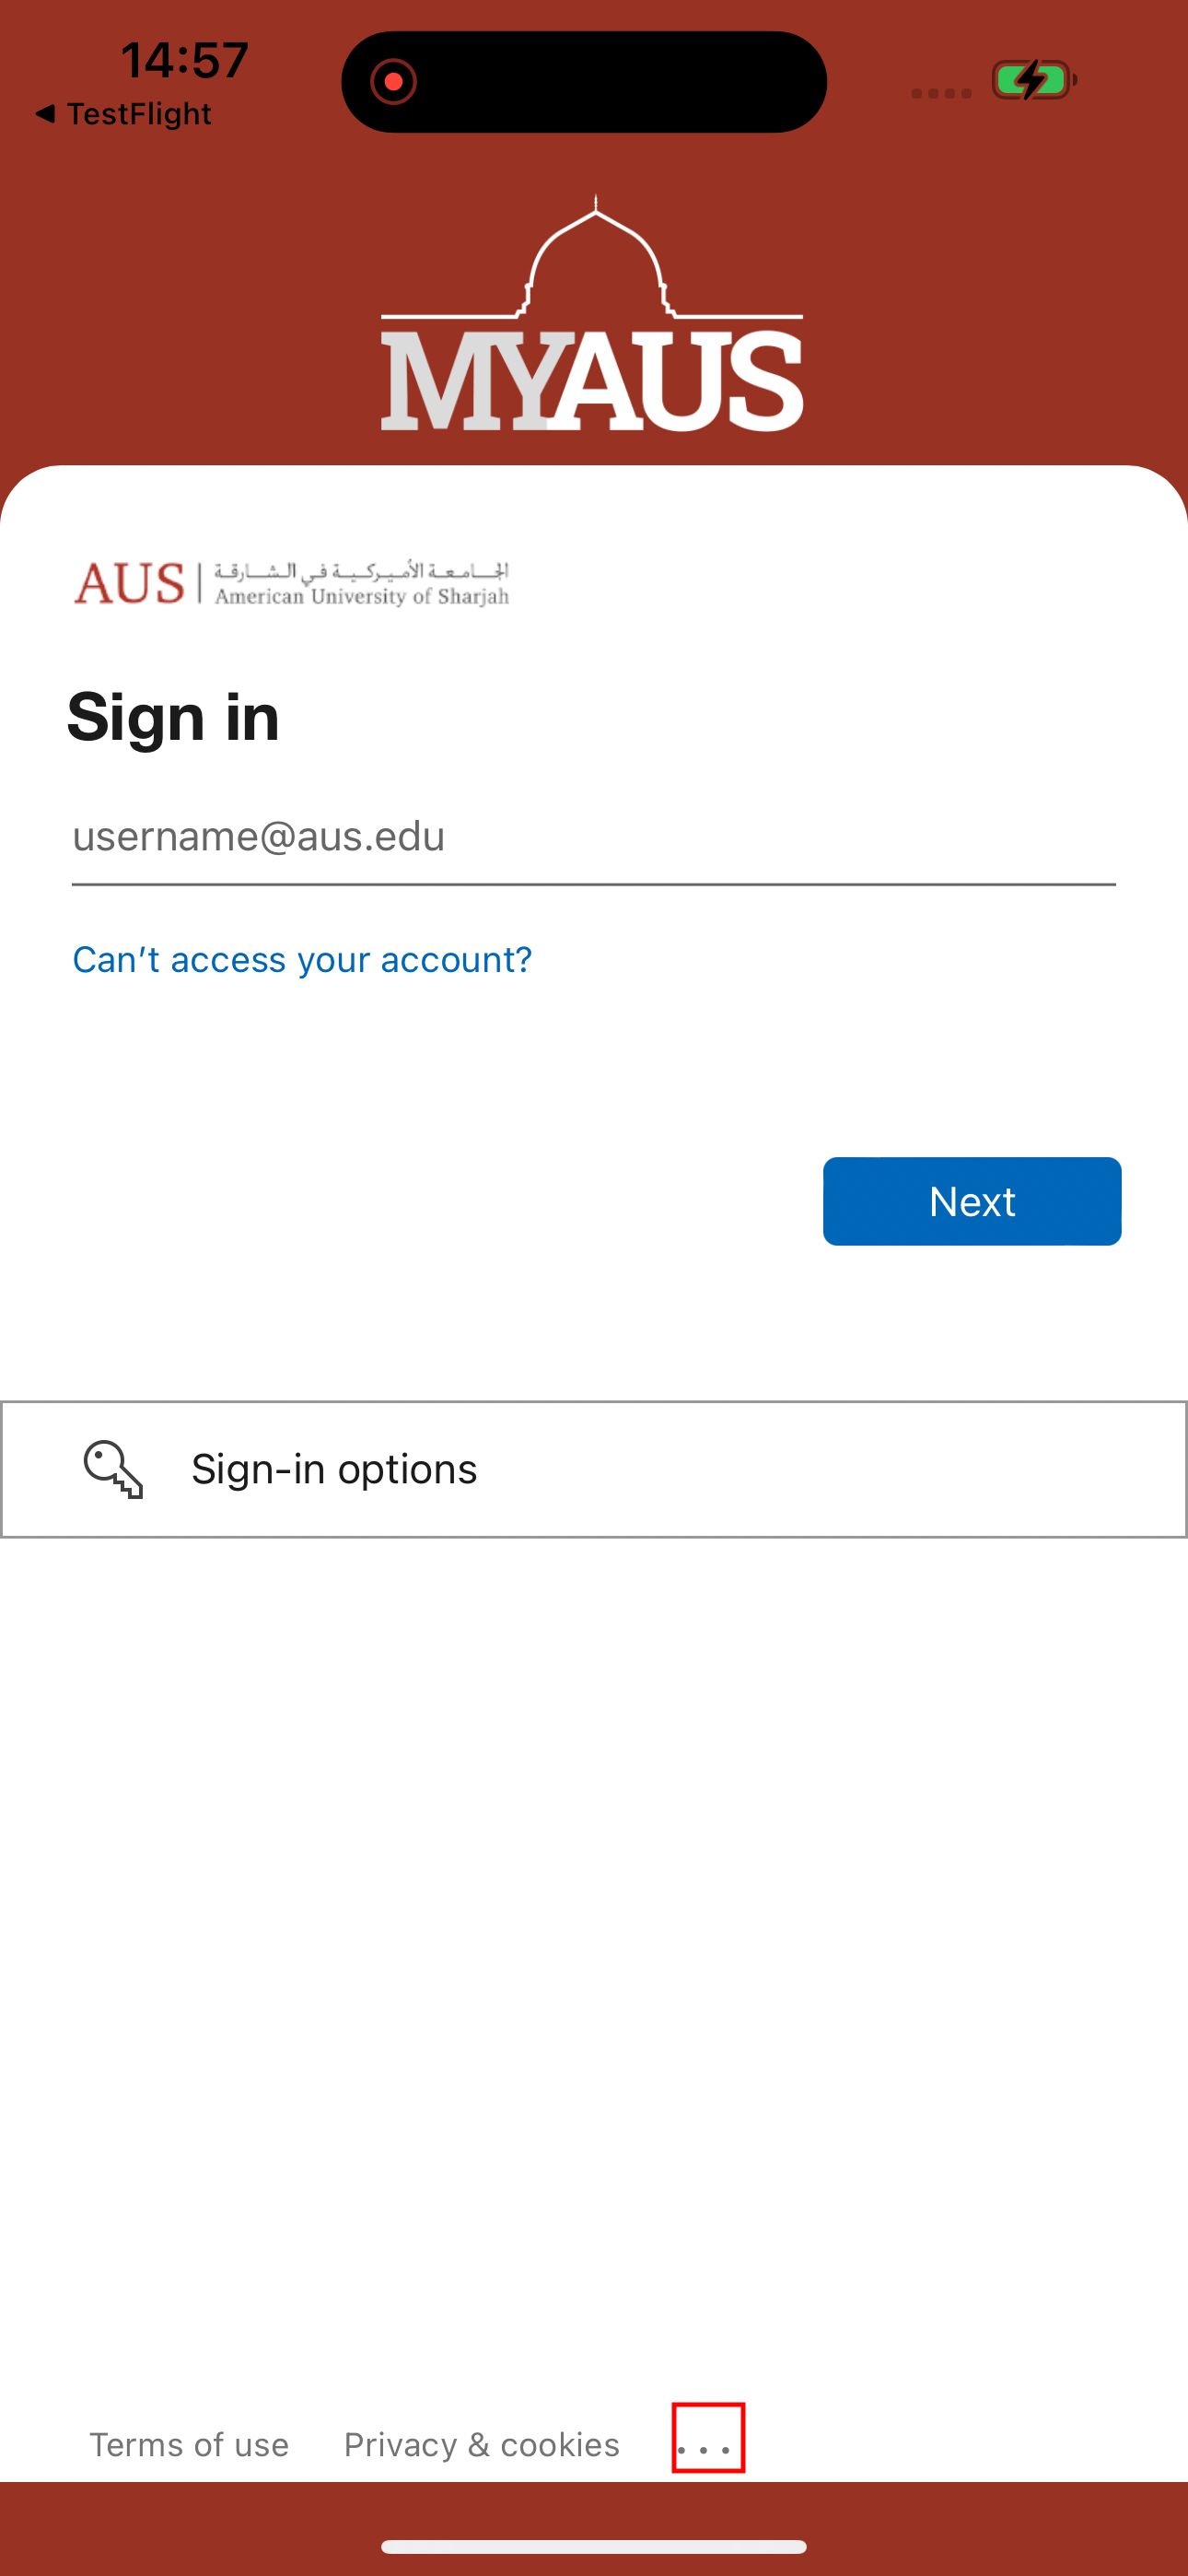 14:57
◀ TestFlight
MYAUS
AUS | الجامعة الأميركية في الشارقة
American University of Sharjah
Sign in
username@aus.edu
Can't access your account?
Next
Sign-in options
Terms of use Privacy & cookies ...